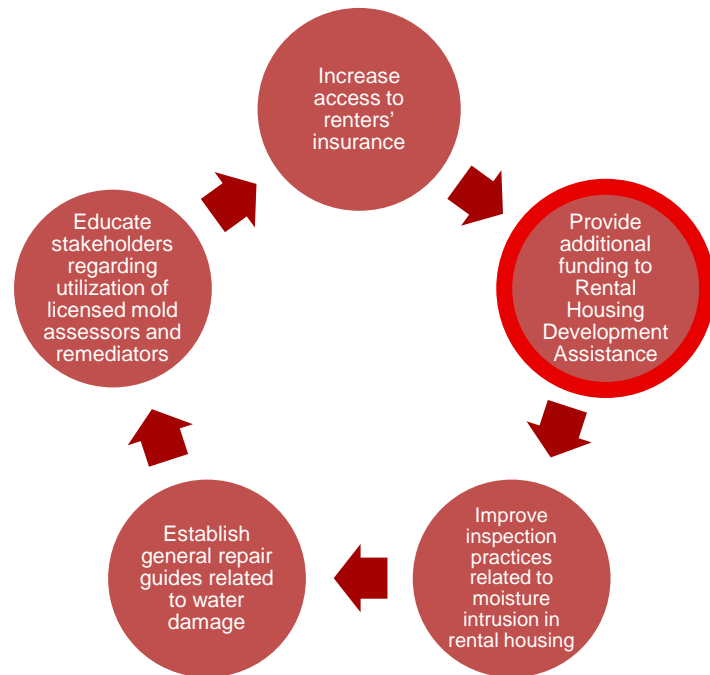 Increase
access to
renters’
insurance
Provide
additional
funding to
Rental
Housing
Development
Assistance
Improve
inspection
practices
related to
moisture
intrusion in
rental housing
Establish
general repair
guides related
to water
damage
Educate
stakeholders
regarding
utilization of
licensed mold
assessors and
remediators